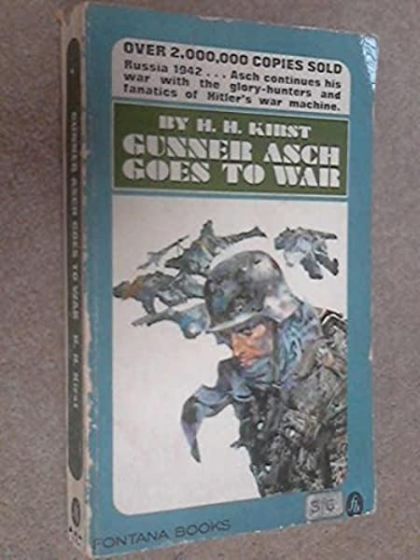 OVER 2,000,000 COPIES SOLD
Russia 1942 . . . Asch continues his
war with the glory-hunters and
fanatics of Hitler's war machine.
BY H. H. KIRST
GUNNER ASCH
GOES TO WAR
3/6
FONTANA BOOKS
GUNNER ASCH GOES TO WAR H. H. Kirst